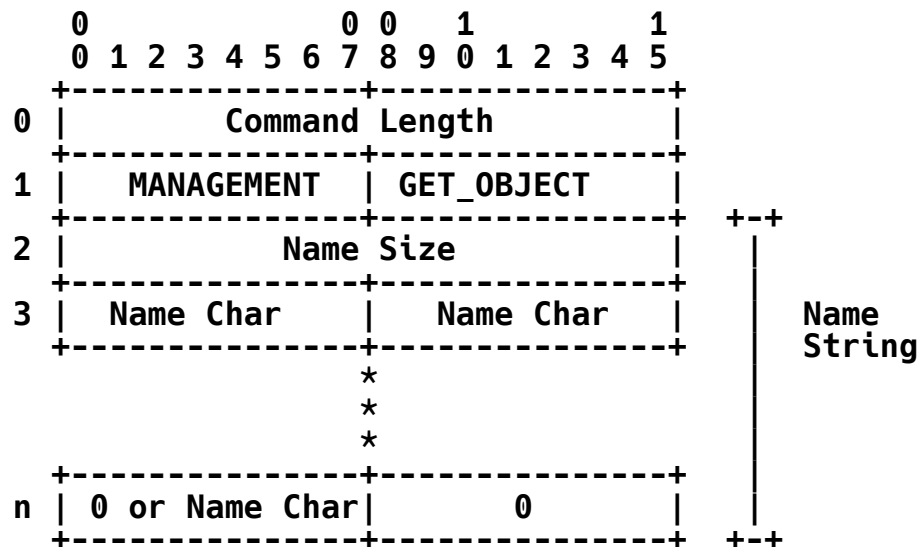 0             0 0   1         1
     0 1 2 3 4 5 6 7 8 9 0 1 2 3 4 5
    +---------------+---------------+
  0 |        Command Length         |
    +---------------+---------------+
  1 |   MANAGEMENT  | GET_OBJECT    |
    +---------------+---------------+  +-+
  2 |           Name Size           |   |
    +---------------+---------------+   |
  3 |  Name Char    |   Name Char   |   |  Name
    +---------------+---------------+   |  String
                    *                   |
                    *                   |
                    *                   |
    +---------------+---------------+   |
  n | 0 or Name Char|       0       |   |
    +---------------+---------------+  +-+